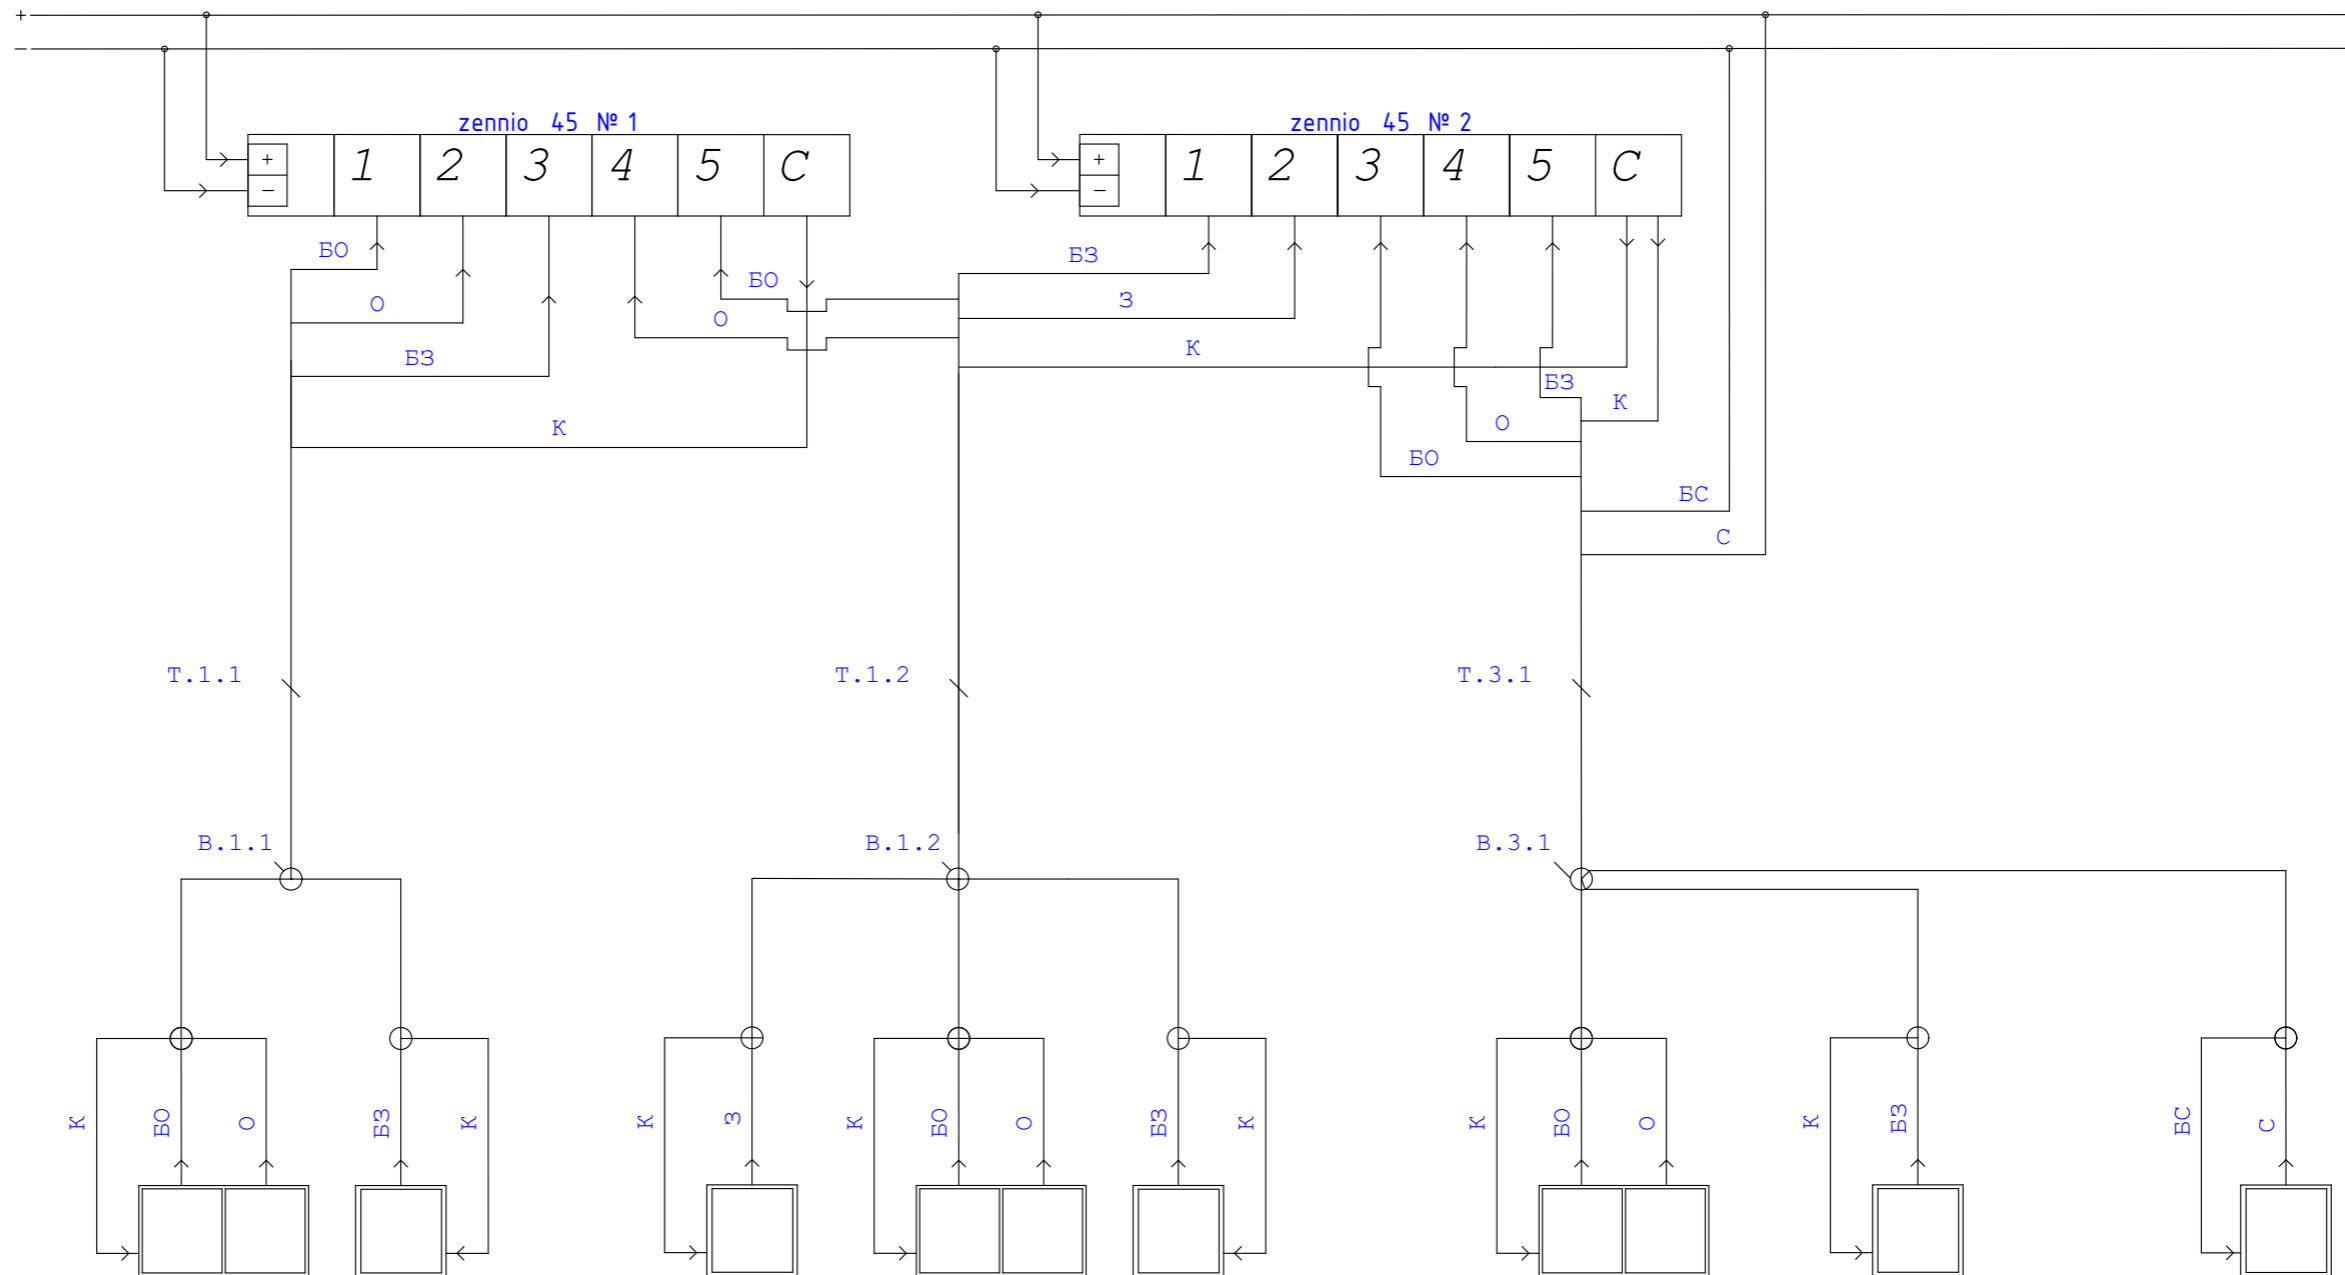 +
−
zennio 45 № 1
zennio 45 № 2
+ 1 2 3 4 5 C
−
+ 1 2 3 4 5 C
−
БО
БЗ
БО
З
О
О
К
БЗ
БЗ
К
К
О
БО
БС
С
Т.1.1
Т.1.2
Т.3.1
В.1.1
В.1.2
В.3.1
К
БО
О
БЗ
К
К
З
К
БО
О
БЗ
К
К
БО
О
К
БЗ
БС
С